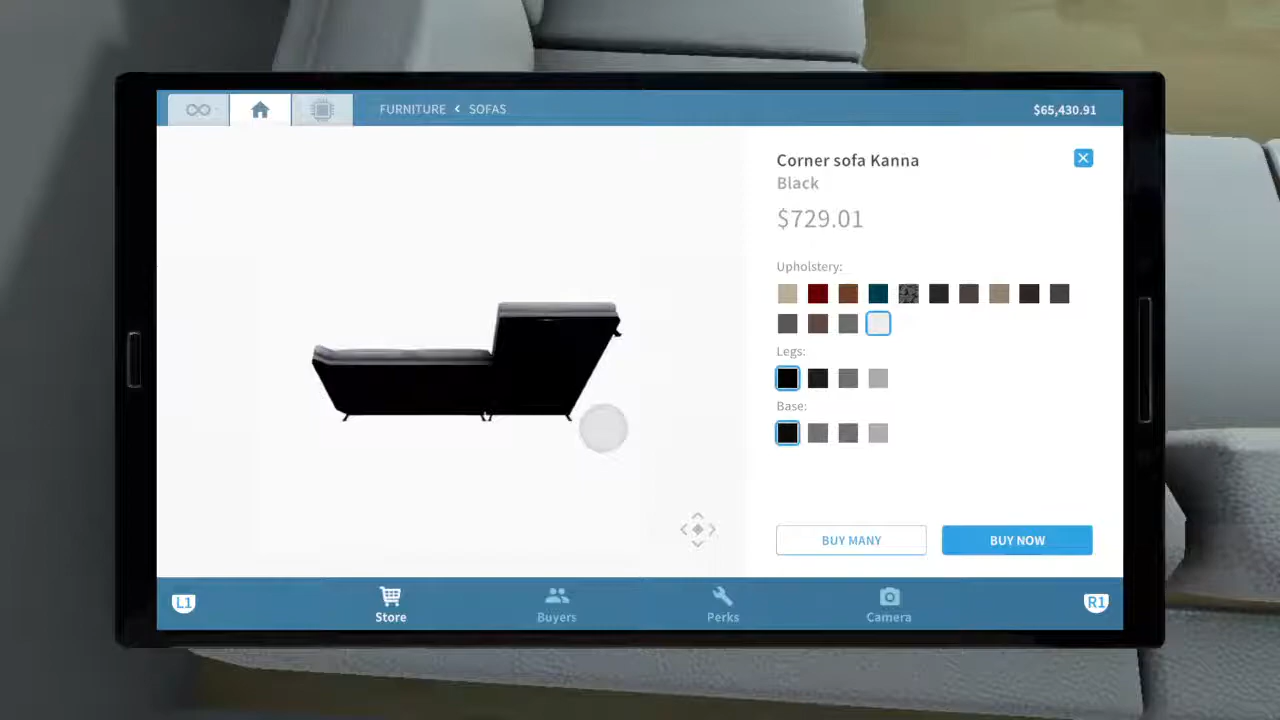 FURNITURE < SOFAS
$65,430.91
Corner sofa Kanna
Black
$729.01
Upholstery:
Legs:
Base:
BUY MANY
BUY NOW
L1
Store
Buyers
Perks
Camera
R1